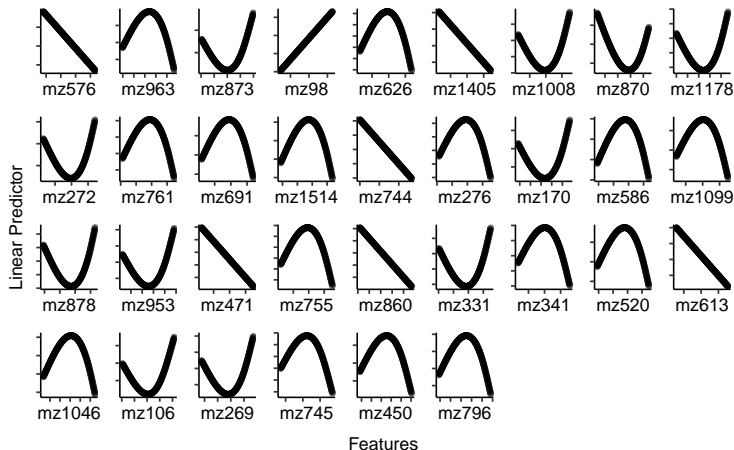 mz576 mz963 mz873 mz98 mz626 mz1405 mz1008 mz870 mz1178
mz272 mz761 mz691 mz1514 mz744 mz276 mz170 mz586 mz1099
Linear Predictor
mz878 mz953 mz471 mz755 mz860 mz331 mz341 mz520 mz613
mz1046 mz106 mz269 mz745 mz450 mz796
Features